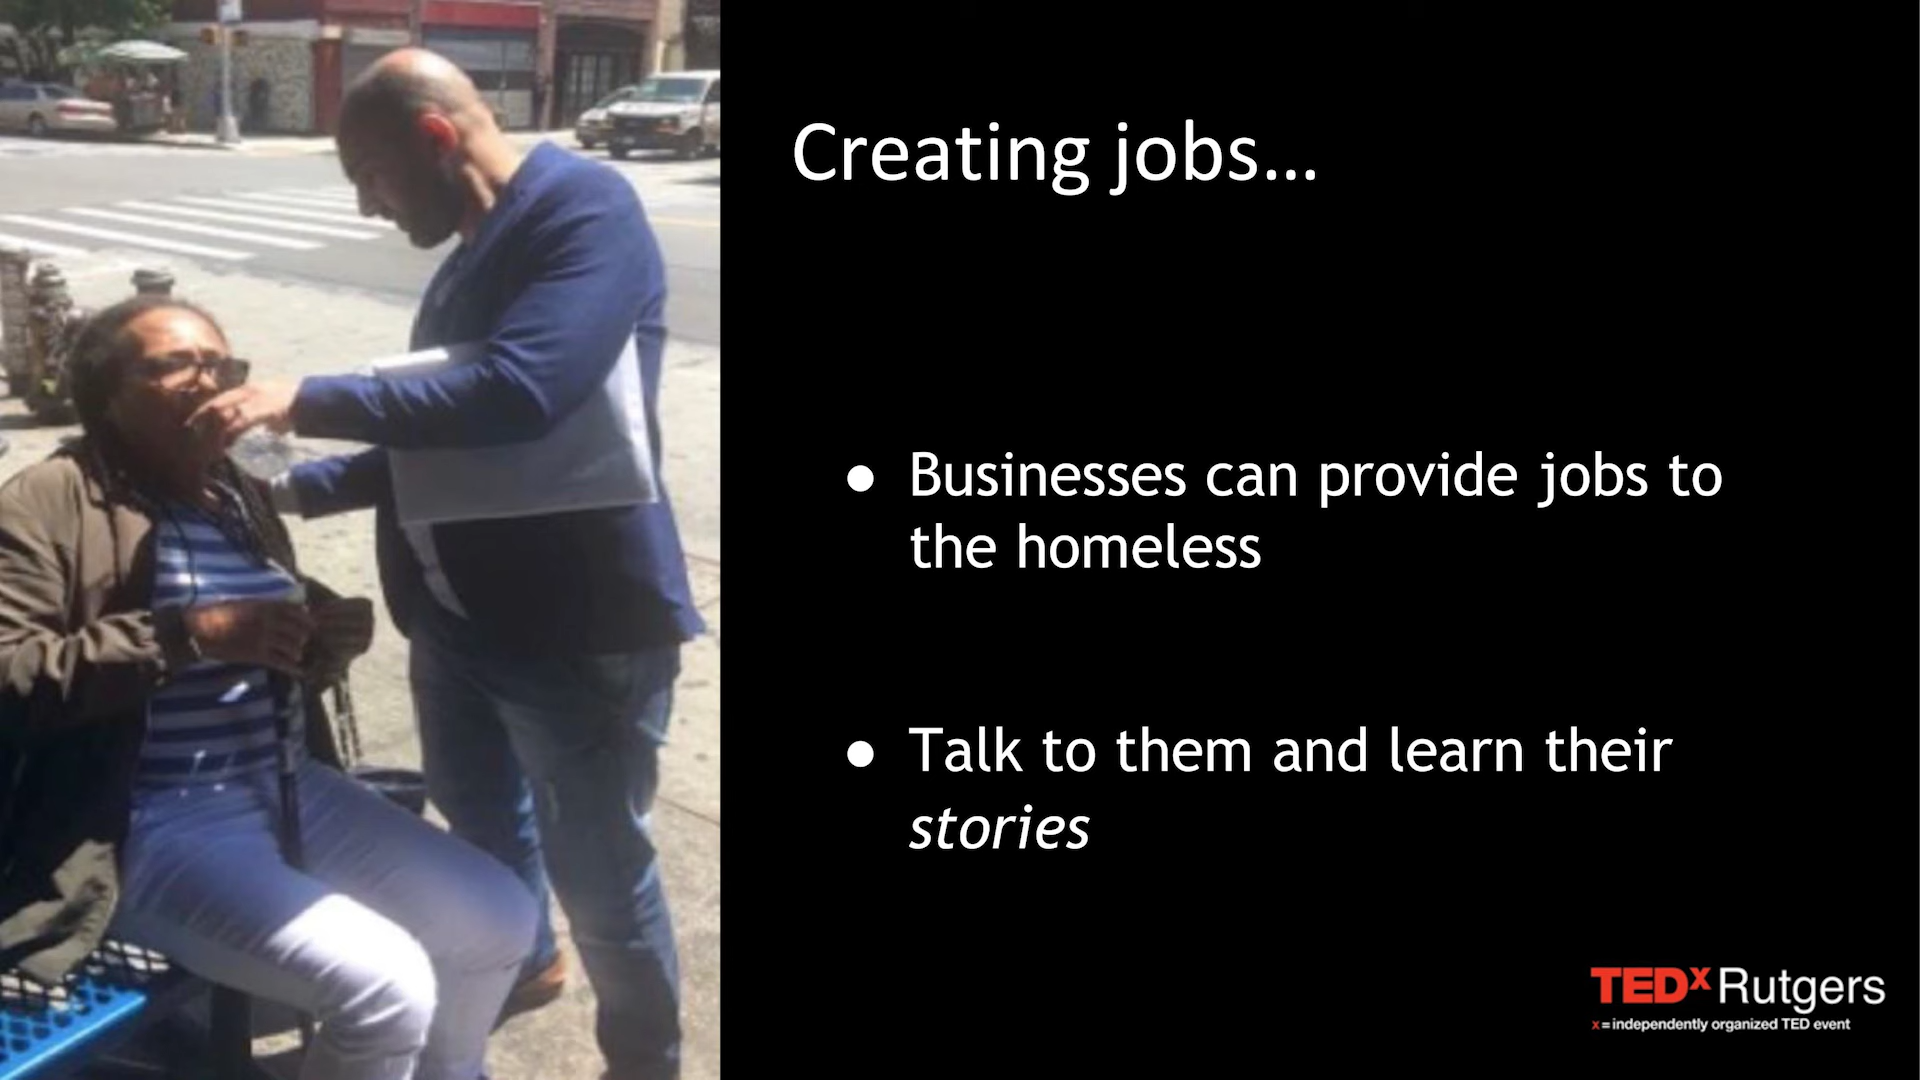 Creating jobs...
● Businesses can provide jobs to
the homeless
● Talk to them and learn their
stories
TEDx Rutgers
x = independently organized TED event